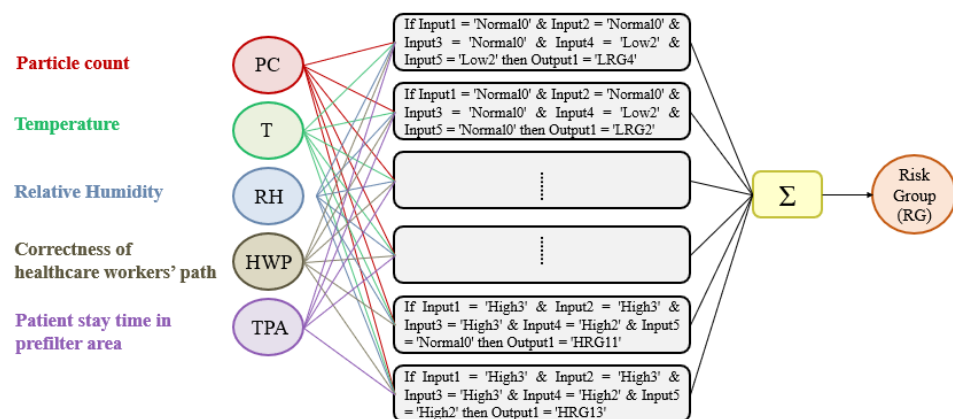 Particle count
Temperature
Relative Humidity
Correctness of
healthcare workers' path
Patient stay time in
prefilter area
PC
T
RH
HWP
TPA
If Input1 = 'Normal0' & Input2 = 'Normal0' &
Input3 = 'Normal0' & Input4 = 'Low2' &
Input5 = 'Low2' then Output1 = 'LRG4'
If Input1 = 'Normal0' & Input2 = 'Normal0' &
Input3 = 'Normal0' & Input4 = 'Low2' &
Input5 = 'Normal0' then Output1 = 'LRG2'
If Input1 = 'High3' & Input2 = 'High3' &
Input3 = 'High3' & Input4 = 'High2' & Input5
= 'Normal0' then Output1 = 'HRG11'
If Input1 = 'High3' & Input2 = 'High3' &
Input3 = 'High3' & Input4 = 'High2' & Input5
= 'High2' then Output1 = 'HRG13'
Σ
Risk
Group
(RG)